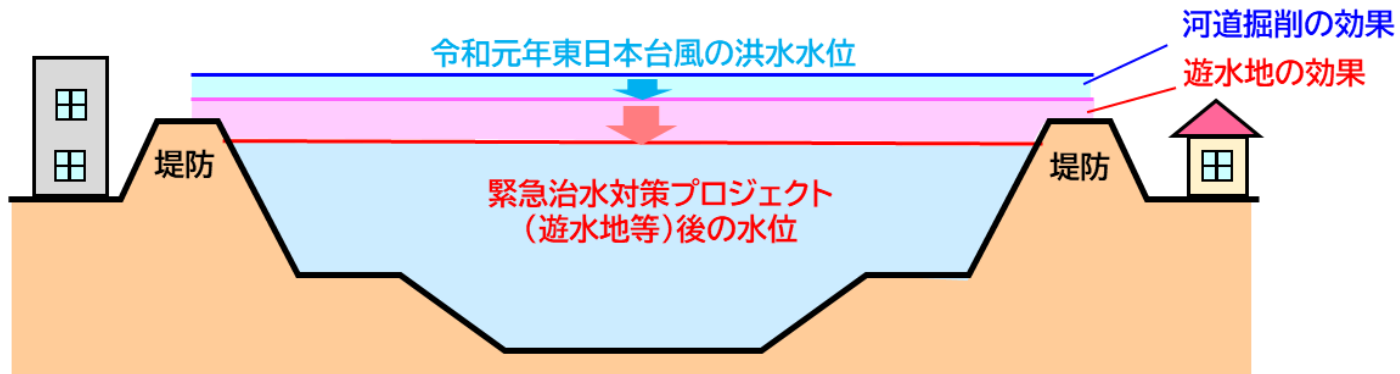 河道掘削の効果
令和元年東日本台風の洪水水位
遊水地の効果
堤防
堤防
緊急治水対策プロジェクト
（遊水地等）後の水位